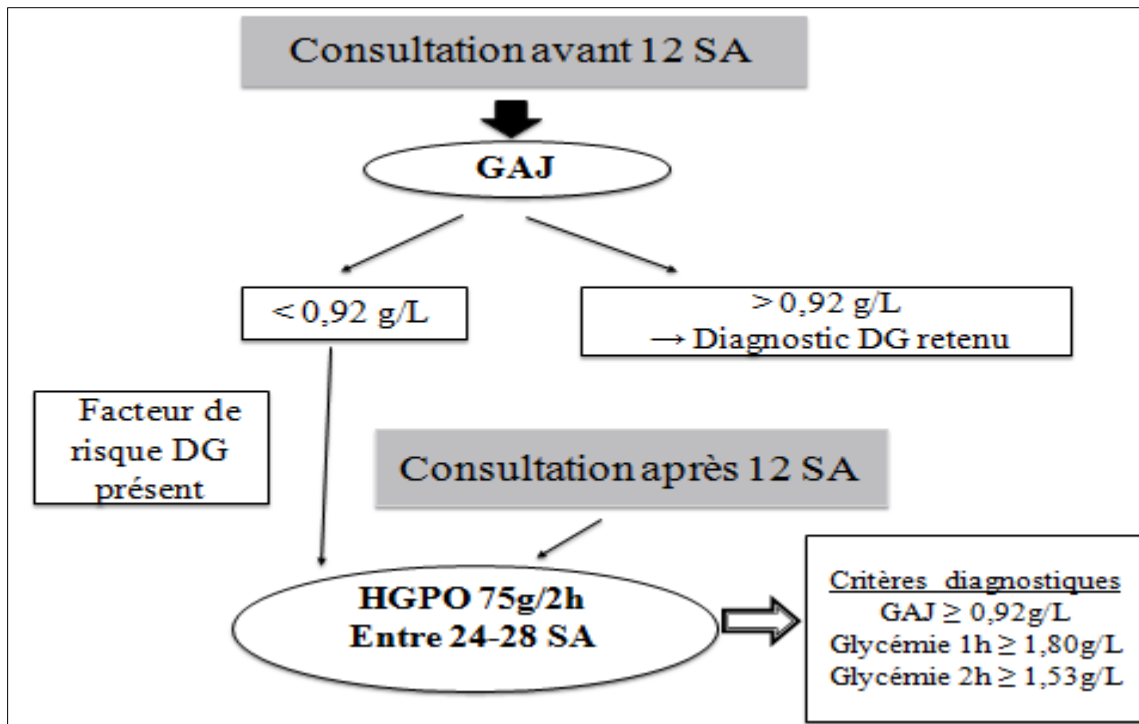 Consultation avant 12 SA
GAJ
< 0,92 g/L
> 0,92 g/L
→ Diagnostic DG retenu
Facteur de
risque DG
présent
Consultation après 12 SA
HGPO 75g/2h
Entre 24-28 SA
Critères diagnostiques
GAJ ≥ 0,92g/L
Glycémie 1h ≥ 1,80g/L
Glycémie 2h ≥ 1,53g/L